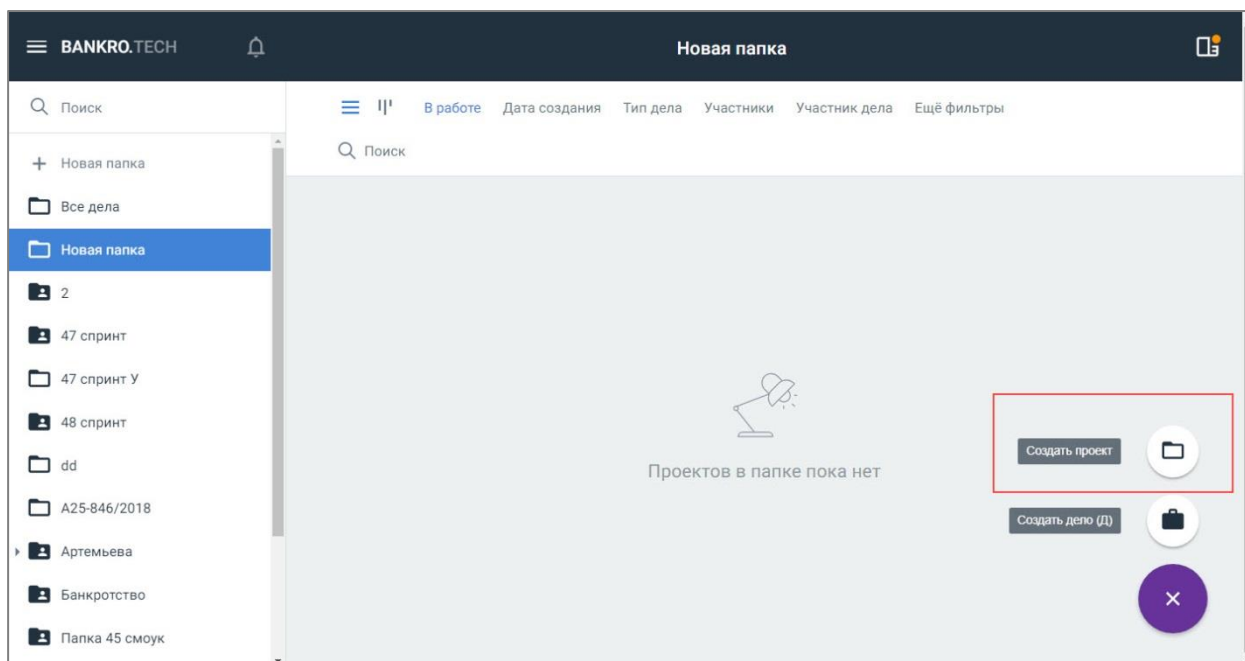 BANKRO.TECH
Новая папка
Поиск
В работе Дата создания Тип дела Участники Участник дела Ещё фильтры
Поиск
Новая папка
Все дела
Новая папка
2
47 спринт
47 спринт У
48 спринт
dd
А25-846/2018
Артемьева
Банкротство
Папка 45 смоук
Проектов в папке пока нет
Создать проект
Создать дело (Д)